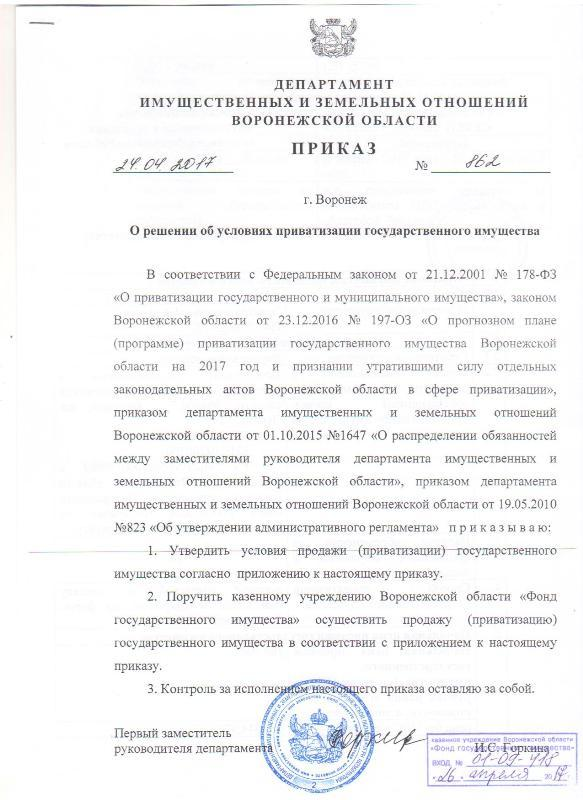 ДЕПАРТАМЕНТ
ИМУЩЕСТВЕННЫХ И ЗЕМЕЛЬНЫХ ОТНОШЕНИЙ
ВОРОНЕЖСКОЙ ОБЛАСТИ
ПРИКАЗ
24.04.2017 № 862
г. Воронеж
О решении об условиях приватизации государственного имущества
В соответствии с Федеральным законом от 21.12.2001 № 178-ФЗ
«О приватизации государственного и муниципального имущества», законом
Воронежской области от 23.12.2016 № 197-ОЗ «О прогнозном плане
(программе) приватизации государственного имущества Воронежской
области на 2017 год и признании утратившими силу отдельных
законодательных актов Воронежской области в сфере приватизации»,
приказом департамента имущественных и земельных отношений
Воронежской области от 01.10.2015 №1647 «О распределении обязанностей
между заместителями руководителя департамента имущественных и
земельных отношений Воронежской области», приказом департамента
имущественных и земельных отношений Воронежской области от 19.05.2010
№823 «Об утверждении административного регламента» п р и к а з ы в а ю:
1. Утвердить условия продажи (приватизации) государственного
имущества согласно приложению к настоящему приказу.
2. Поручить казенному учреждению Воронежской области «Фонд
государственного имущества» осуществить продажу (приватизацию)
государственного имущества в соответствии с приложением к настоящему
приказу.
3. Контроль за исполнением настоящего приказа оставляю за собой.
Первый заместитель
руководителя департамента И.С. Горкина
казенное учреждение Воронежской области
«Фонд государственного имущества»
ВХОД. № 01-09-418
«26» апреля 2017г.
2